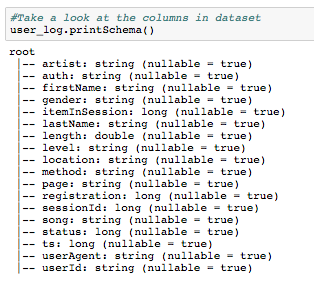 #Take a look at the columns in dataset
user_log.printSchema()
root
|-- artist: string (nullable = true)
|-- auth: string (nullable = true)
|-- firstName: string (nullable = true)
|-- gender: string (nullable = true)
|-- itemInSession: long (nullable = true)
|-- lastName: string (nullable = true)
|-- length: double (nullable = true)
|-- level: string (nullable = true)
|-- location: string (nullable = true)
|-- method: string (nullable = true)
|-- page: string (nullable = true)
|-- registration: long (nullable = true)
|-- sessionId: long (nullable = true)
|-- song: string (nullable = true)
|-- status: long (nullable = true)
|-- ts: long (nullable = true)
|-- userAgent: string (nullable = true)
|-- userId: string (nullable = true)